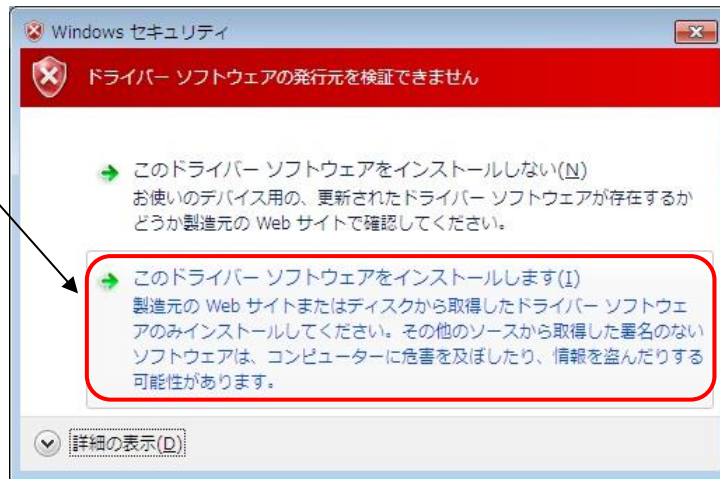 Windows セキュリティ
ドライバー ソフトウェアの発行元を検証できません
このドライバー ソフトウェアをインストールしない(N)
お使いのデバイス用の、更新されたドライバー ソフトウェアが存在するか
どうか製造元の Web サイトで確認してください。
このドライバー ソフトウェアをインストールします(I)
製造元の Web サイトまたはディスクから取得したドライバー ソフトウェ
アのみインストールしてください。その他のソースから取得した署名のない
ソフトウェアは、コンピューターに危害を及ぼしたり、情報を盗んだりする
可能性があります。
詳細の表示(D)